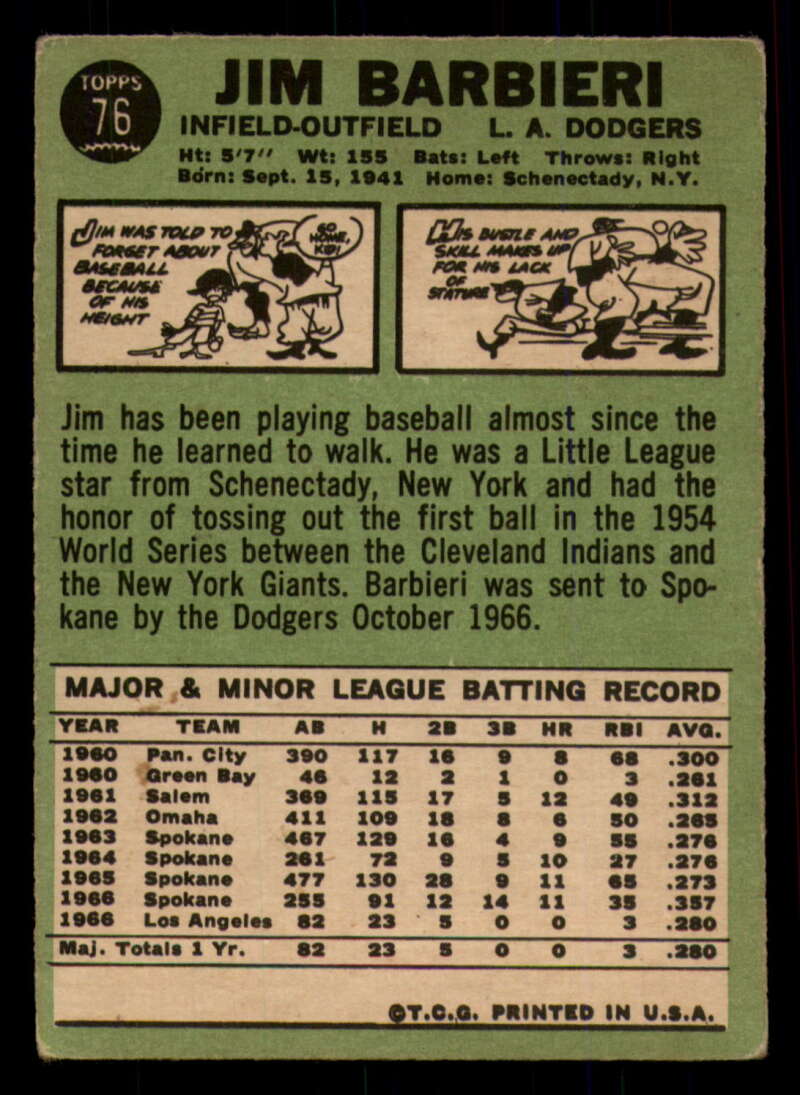 TOPPS
76
JIM BARBIERI
INFIELD-OUTFIELD L. A. DODGERS
Ht: 5'7" Wt: 155 Bats: Left Throws: Right
Born: Sept. 15, 1941 Home: Schenectady, N.Y.
JIM WAS TOLD TO
FORGET ABOUT
BASEBALL
BECAUSE
OF HIS
HEIGHT
GO
HOME,
KID!
HIS BUSTLE AND
SKILL MAKES UP
FOR HIS LACK
OF
STATURE
Jim has been playing baseball almost since the
time he learned to walk. He was a Little League
star from Schenectady, New York and had the
honor of tossing out the first ball in the 1954
World Series between the Cleveland Indians and
the New York Giants. Barbieri was sent to Spo-
kane by the Dodgers October 1966.
MAJOR & MINOR LEAGUE BATTING RECORD
YEAR TEAM AB H 2B 3B HR RBI AVG.
1960 Pan. City 390 117 16 9 8 68 .300
1960 Green Bay 46 12 2 1 0 3 .261
1961 Salem 369 115 17 5 12 49 .312
1962 Omaha 411 109 18 8 6 50 .265
1963 Spokane 467 129 16 4 9 55 .276
1964 Spokane 261 72 9 5 10 27 .276
1965 Spokane 477 130 28 9 11 65 .273
1966 Spokane 255 91 12 14 11 35 .357
1966 Los Angeles 82 23 5 0 0 3 .280
Maj. Totals 1 Yr. 82 23 5 0 0 3 .280
©T.C.G. PRINTED IN U.S.A.